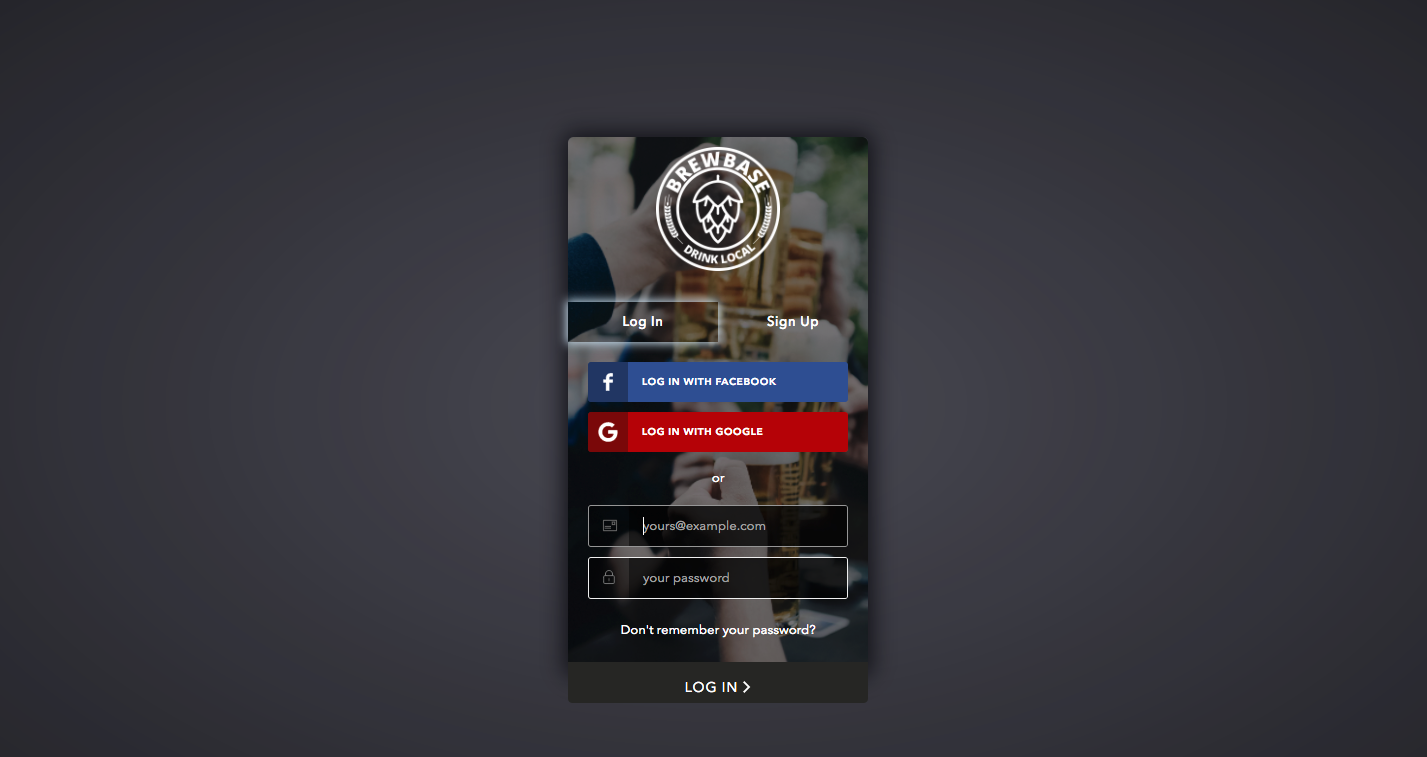 BREWBASE
DRINK LOCAL
Log In
Sign Up
LOG IN WITH FACEBOOK
LOG IN WITH GOOGLE
or
yours@example.com
your password
Don't remember your password?
LOG IN